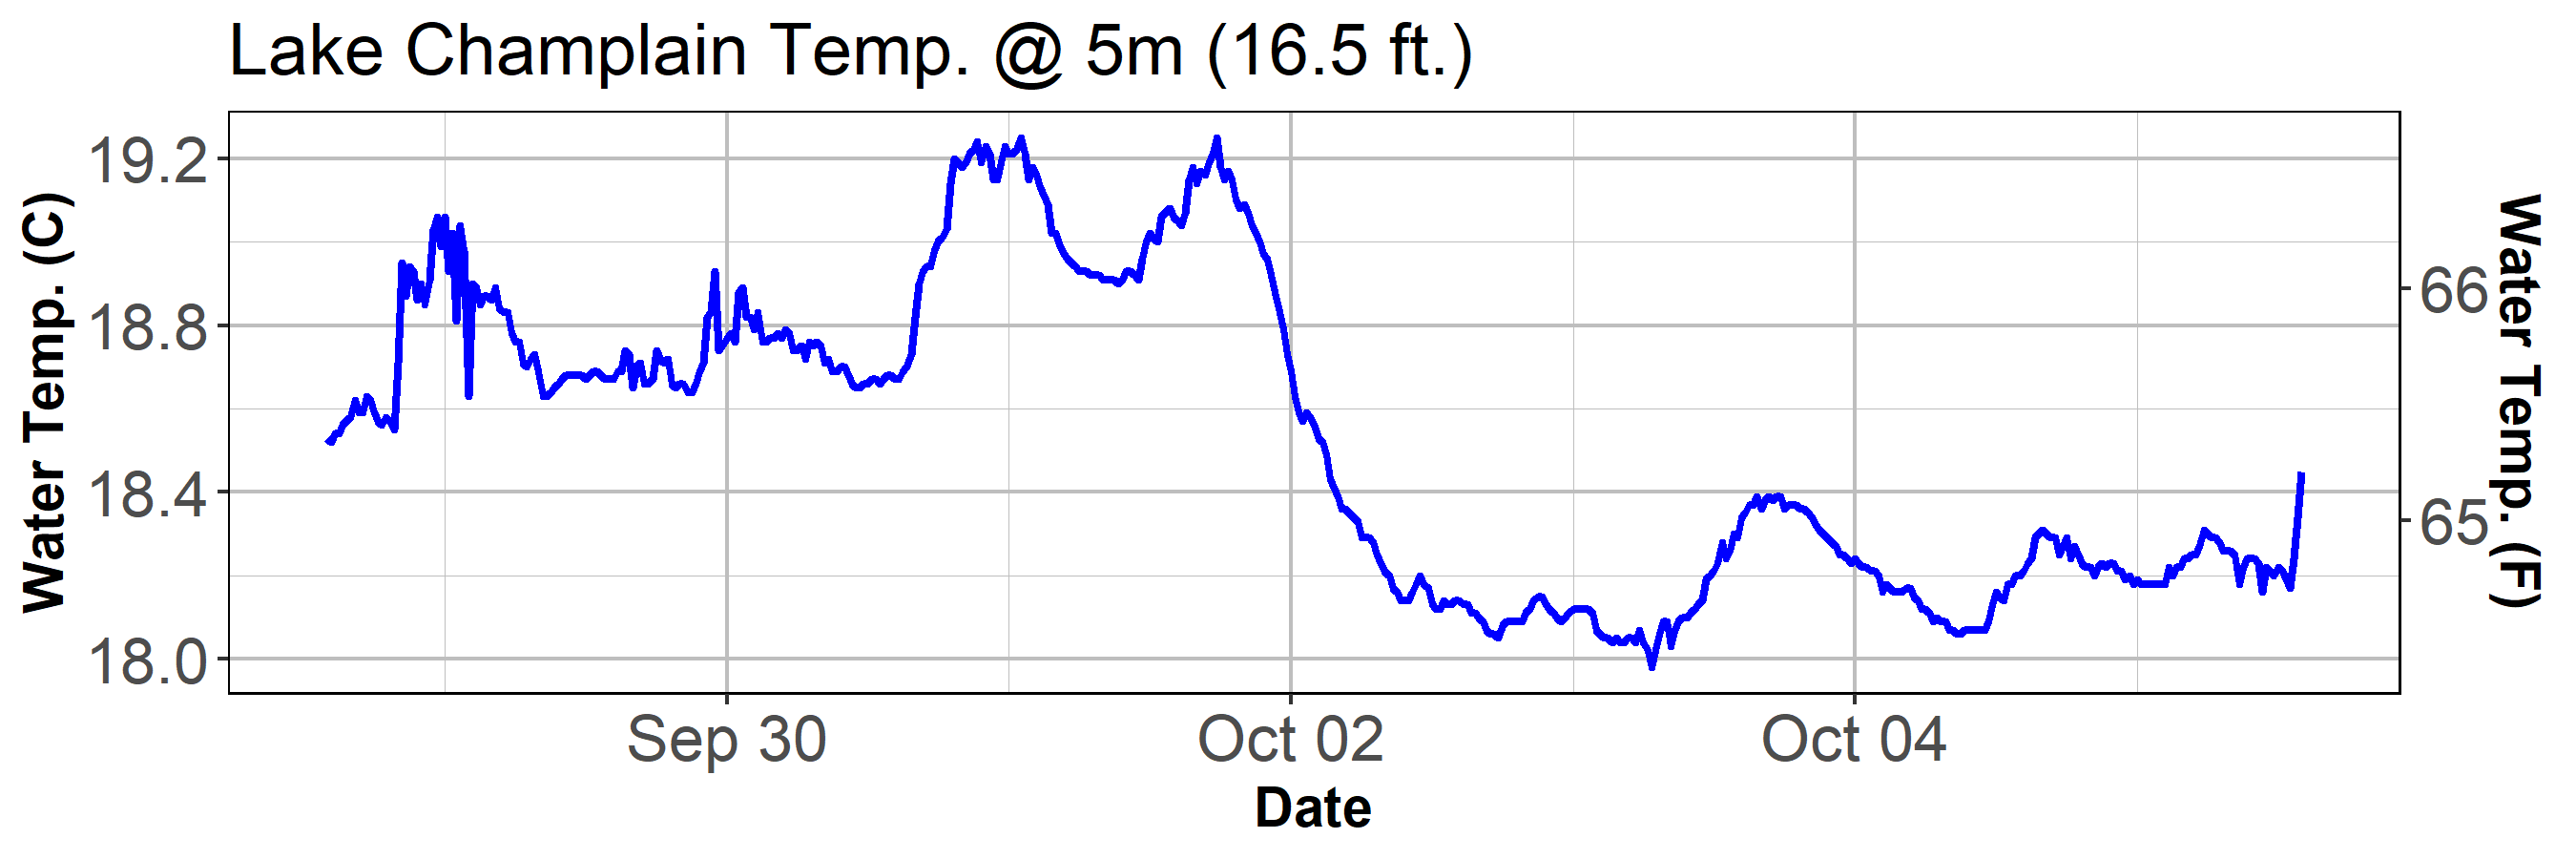 Lake Champlain Temp. @ 5m (16.5 ft.)
Water Temp. (C)
19.2
18.8
18.4
18.0
66
65
Water Temp. (F)
Sep 30
Oct 02
Oct 04
Date